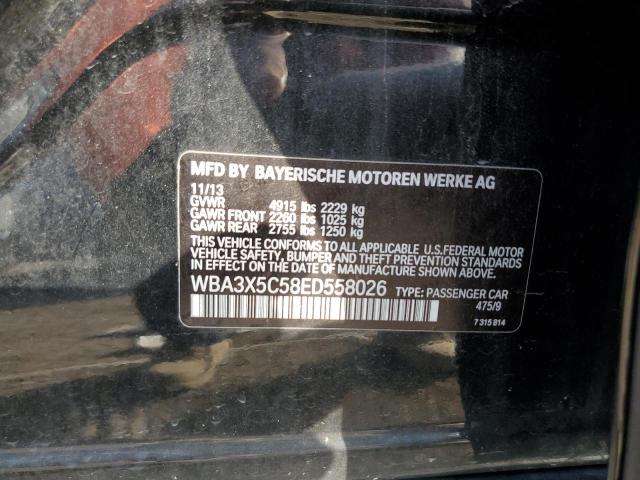 MFD BY BAYERISCHE MOTOREN WERKE AG
11/13
GVWR 4915 lbs 2229 kg
GAWR FRONT 2260 lbs 1025 kg
GAWR REAR 2755 lbs 1250 kg
THIS VEHICLE CONFORMS TO ALL APPLICABLE U.S.FEDERAL MOTOR
VEHICLE SAFETY, BUMPER AND THEFT PREVENTION STANDARDS
IN EFFECT ON THE DATE OF MANUFACTURE SHOWN ABOVE.
WBA3X5C58ED558026 TYPE: PASSENGER CAR
475/9
7 315 814